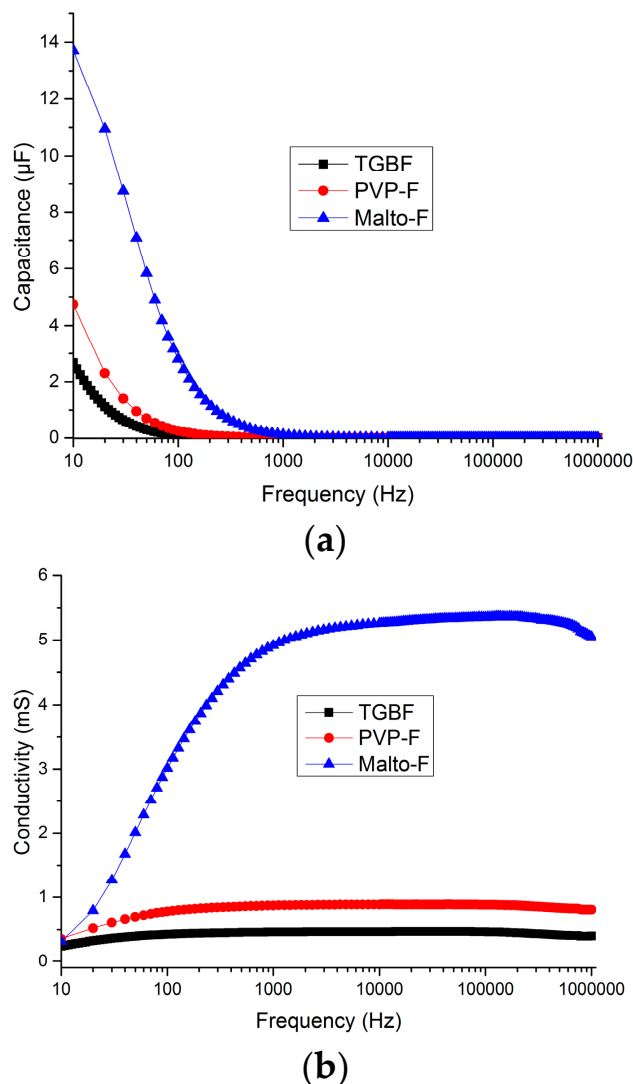 14
12
10
8
6
4
2
0
Capacitance (μF)
TGBF
PVP-F
Malto-F
10 100 1000 10000 100000 1000000
Frequency (Hz)
(a)
6
5
4
3
2
1
0
Conductivity (mS)
TGBF
PVP-F
Malto-F
10 100 1000 10000 100000 1000000
Frequency (Hz)
(b)